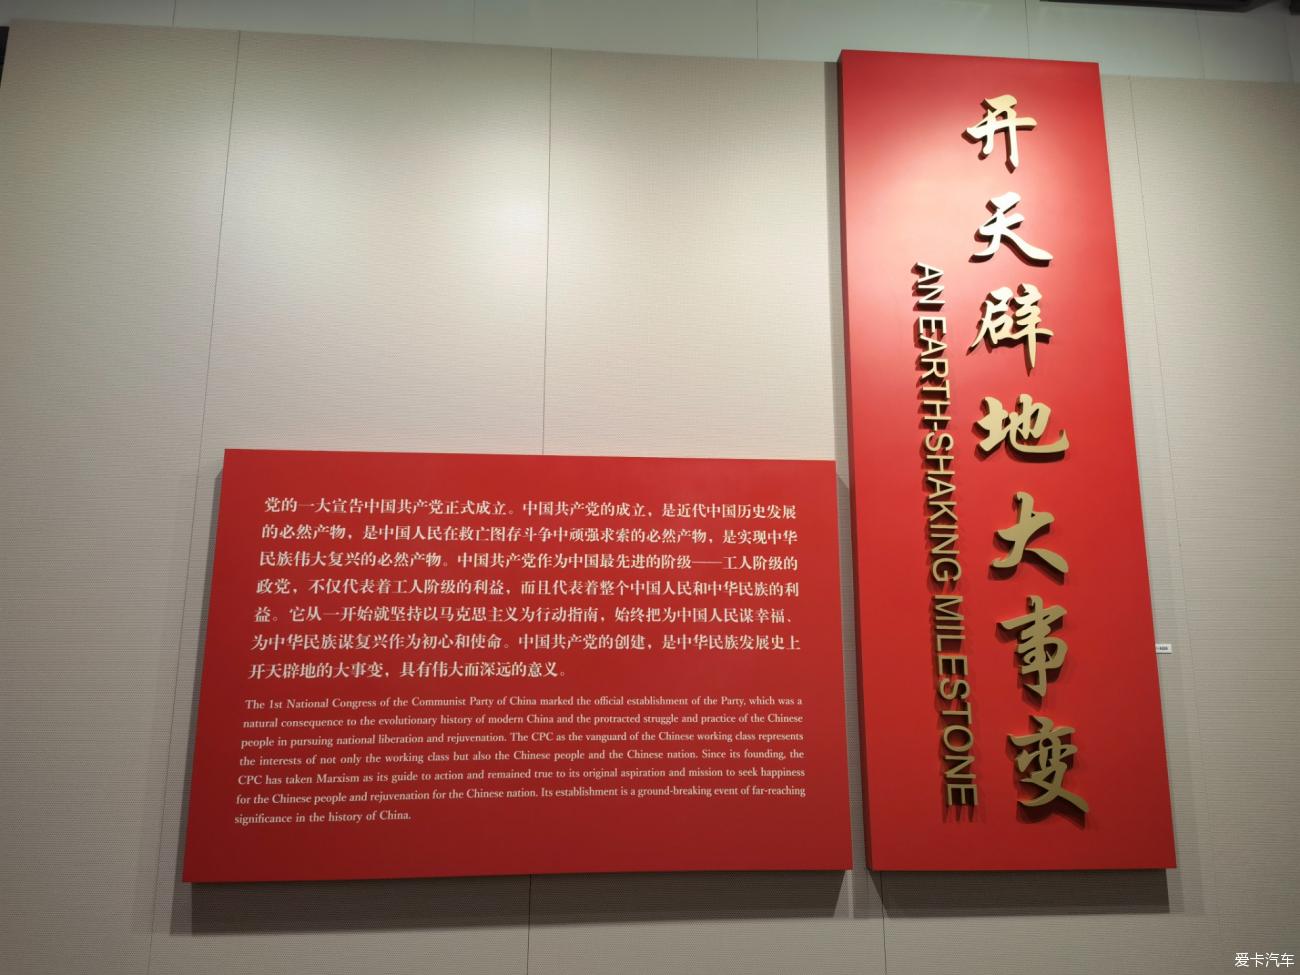 开天辟地大事变
AN EARTH-SHAKING MILESTONE
党的一大宣告中国共产党正式成立。中国共产党的成立，是近代中国历史发展
的必然产物，是中国人民在救亡图存斗争中顽强求索的必然产物，是实现中华
民族伟大复兴的必然产物。中国共产党作为中国最先进的阶级——工人阶级的
政党，不仅代表着工人阶级的利益，而且代表着整个中国人民和中华民族的利
益。它从一开始就坚持以马克思主义为行动指南，始终把为中国人民谋幸福、
为中华民族谋复兴作为初心和使命。中国共产党的创建，是中华民族发展史上
开天辟地的大事变，具有伟大而深远的意义。
The 1st National Congress of the Communist Party of China marked the official establishment of the Party, which was a
natural consequence to the evolutionary history of modern China and the protracted struggle and practice of the Chinese
people in pursuing national liberation and rejuvenation. The CPC as the vanguard of the Chinese working class represents
the interests of not only the working class but also the Chinese people and the Chinese nation. Since its founding, the
CPC has taken Marxism as its guide to action and remained true to its original aspiration and mission to seek happiness
for the Chinese people and rejuvenation for the Chinese nation. Its establishment is a ground-breaking event of far-reaching
significance in the history of China.
爱卡汽车